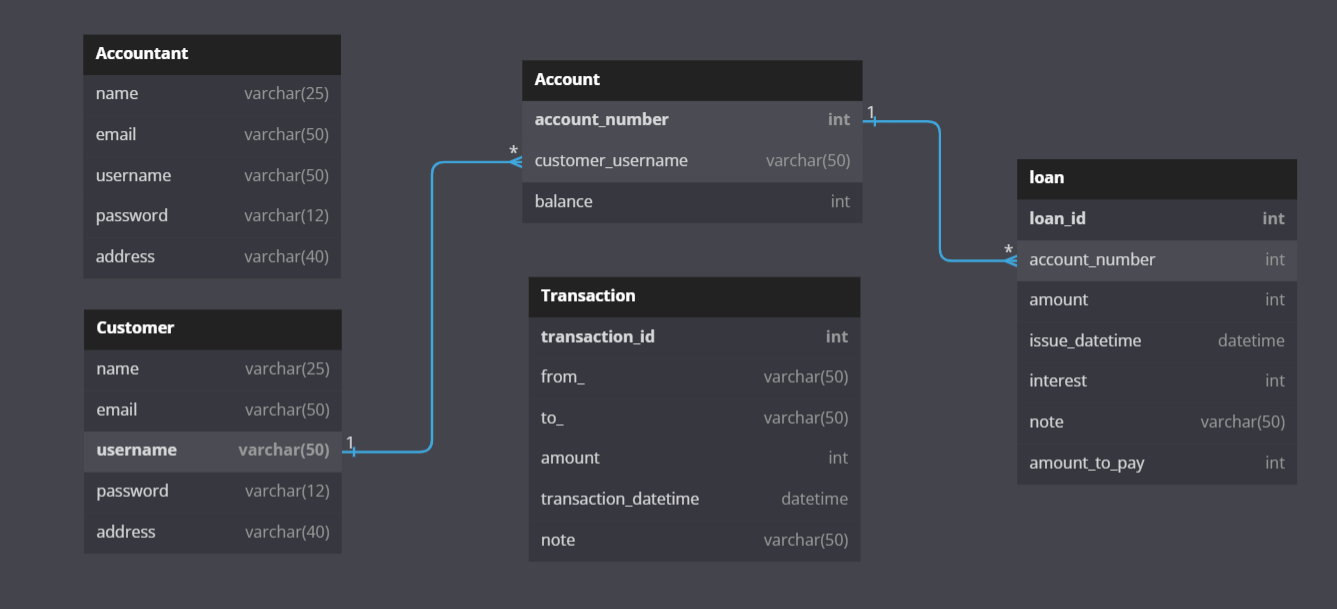 Accountant
name varchar(25)
email varchar(50)
username varchar(50)
password varchar(12)
address varchar(40)
Customer
name varchar(25)
email varchar(50)
username varchar(50)
password varchar(12)
address varchar(40)
1
*
Account
account_number int
customer_username varchar(50)
balance int
Transaction
transaction_id int
from_ varchar(50)
to_ varchar(50)
amount int
transaction_datetime datetime
note varchar(50)
1
*
loan
loan_id int
account_number int
amount int
issue_datetime datetime
interest int
note varchar(50)
amount_to_pay int